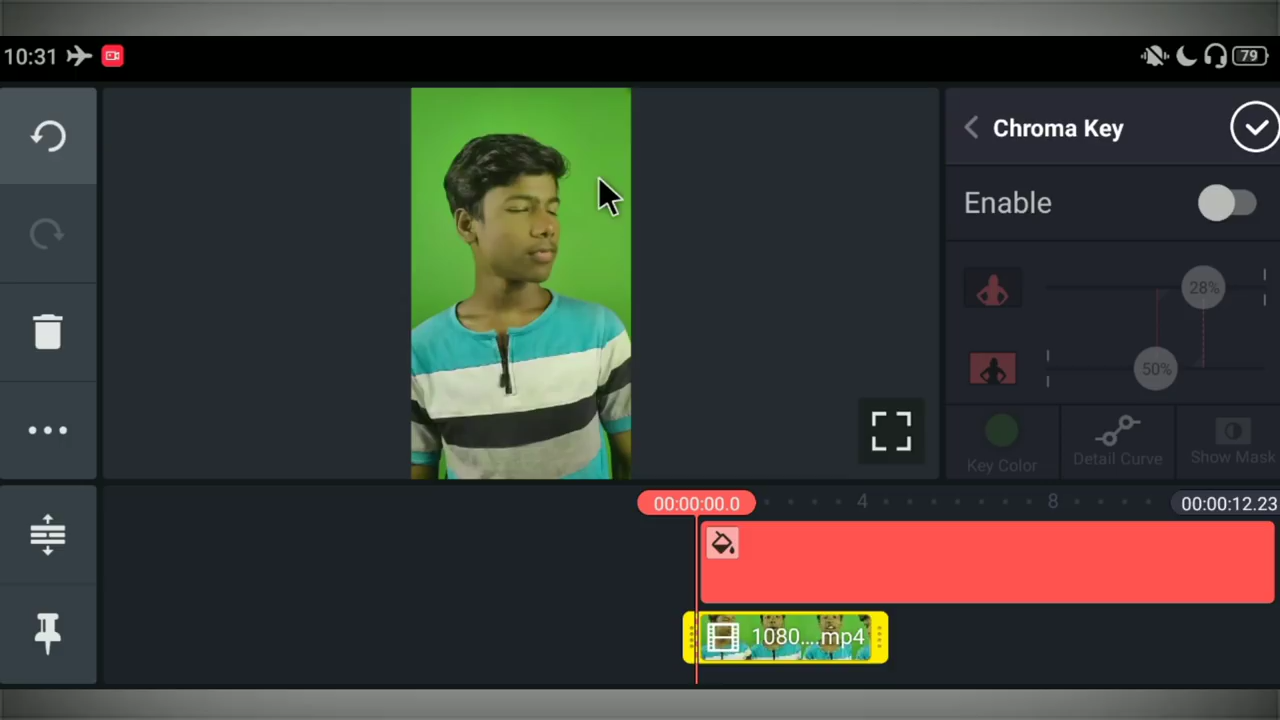 10:31
79
Chroma Key
Enable
28%
50%
Key Color
Detail Curve
Show Mask
00:00:00.0
4
8
00:00:12.23
1080....mp4